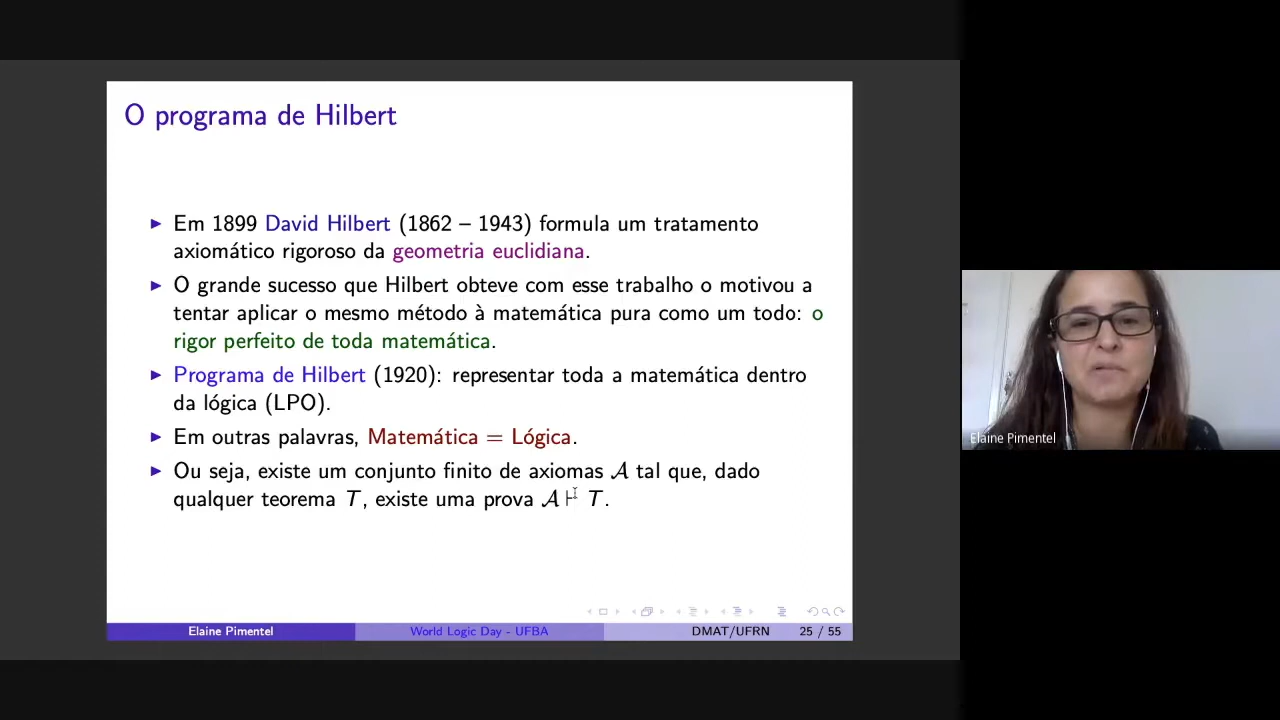 O programa de Hilbert
▶ Em 1899 David Hilbert (1862 – 1943) formula um tratamento
axiomático rigoroso da geometria euclidiana.
▶ O grande sucesso que Hilbert obteve com esse trabalho o motivou a
tentar aplicar o mesmo método à matemática pura como um todo: o
rigor perfeito de toda matemática.
▶ Programa de Hilbert (1920): representar toda a matemática dentro
da lógica (LPO).
▶ Em outras palavras, Matemática = Lógica.
▶ Ou seja, existe um conjunto finito de axiomas 𝒜 tal que, dado
qualquer teorema T, existe uma prova 𝒜 ⊢ T.
Elaine Pimentel World Logic Day - UFBA DMAT/UFRN 25 / 55
Elaine Pimentel